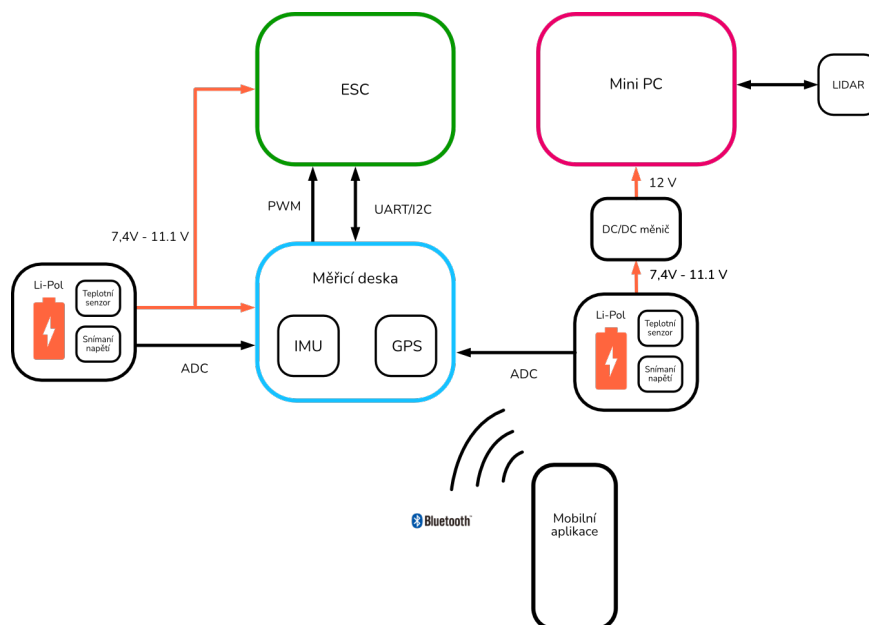 ESC
Mini PC
LIDAR
12 V
PWM
UART/I2C
DC/DC měnič
7,4V - 11.1 V
Měřicí deska
7,4V - 11.1 V
Li-Pol
Teplotní
senzor
Snímaní
napětí
IMU
GPS
ADC
Li-Pol
Teplotní
senzor
Snímaní
napětí
ADC
Bluetooth
Mobilní
aplikace